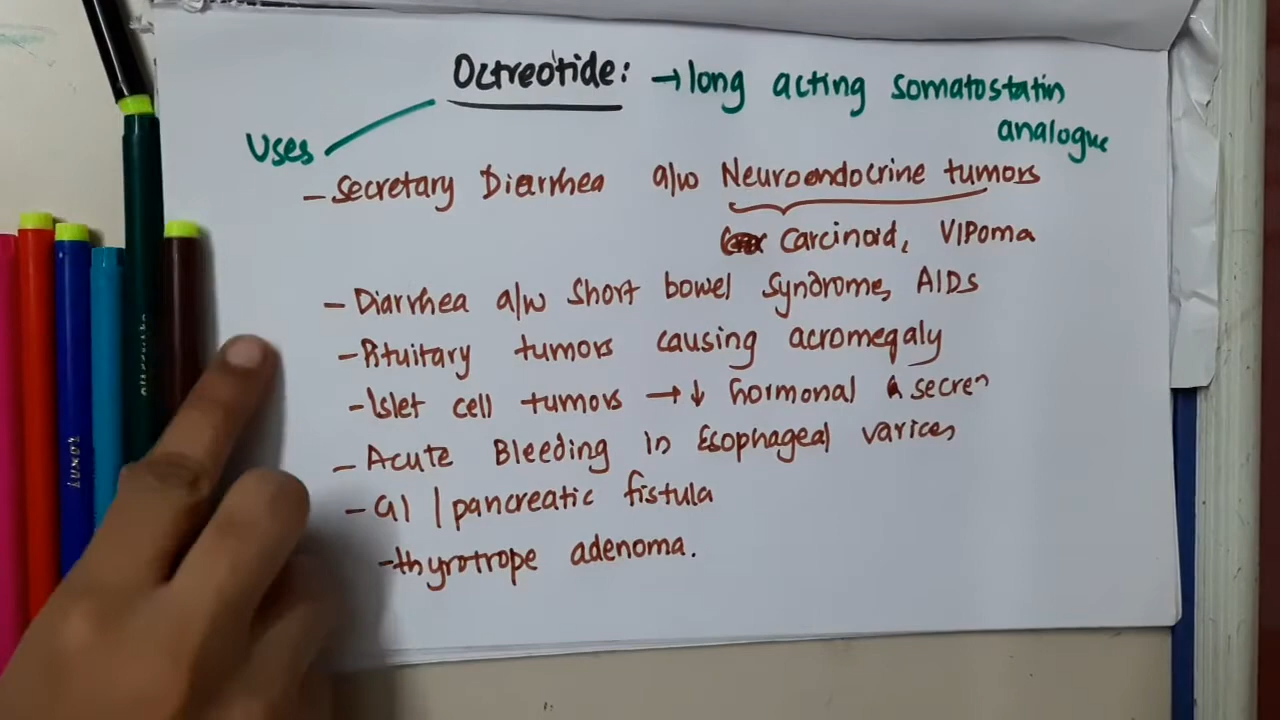 Octreotide: → long acting somatostatin
analogue
Uses
- Secretary Diarrhea a/w Neuroendocrine tumors
Carcinoid, VIPoma
- Diarrhea a/w short bowel syndrome, AIDS
- Pituitary tumors causing acromegaly
- Islet cell tumors → ↓ hormonal secren
- Acute Bleeding in Esophageal varices
- GI / pancreatic fistula
- thyrotrope adenoma.